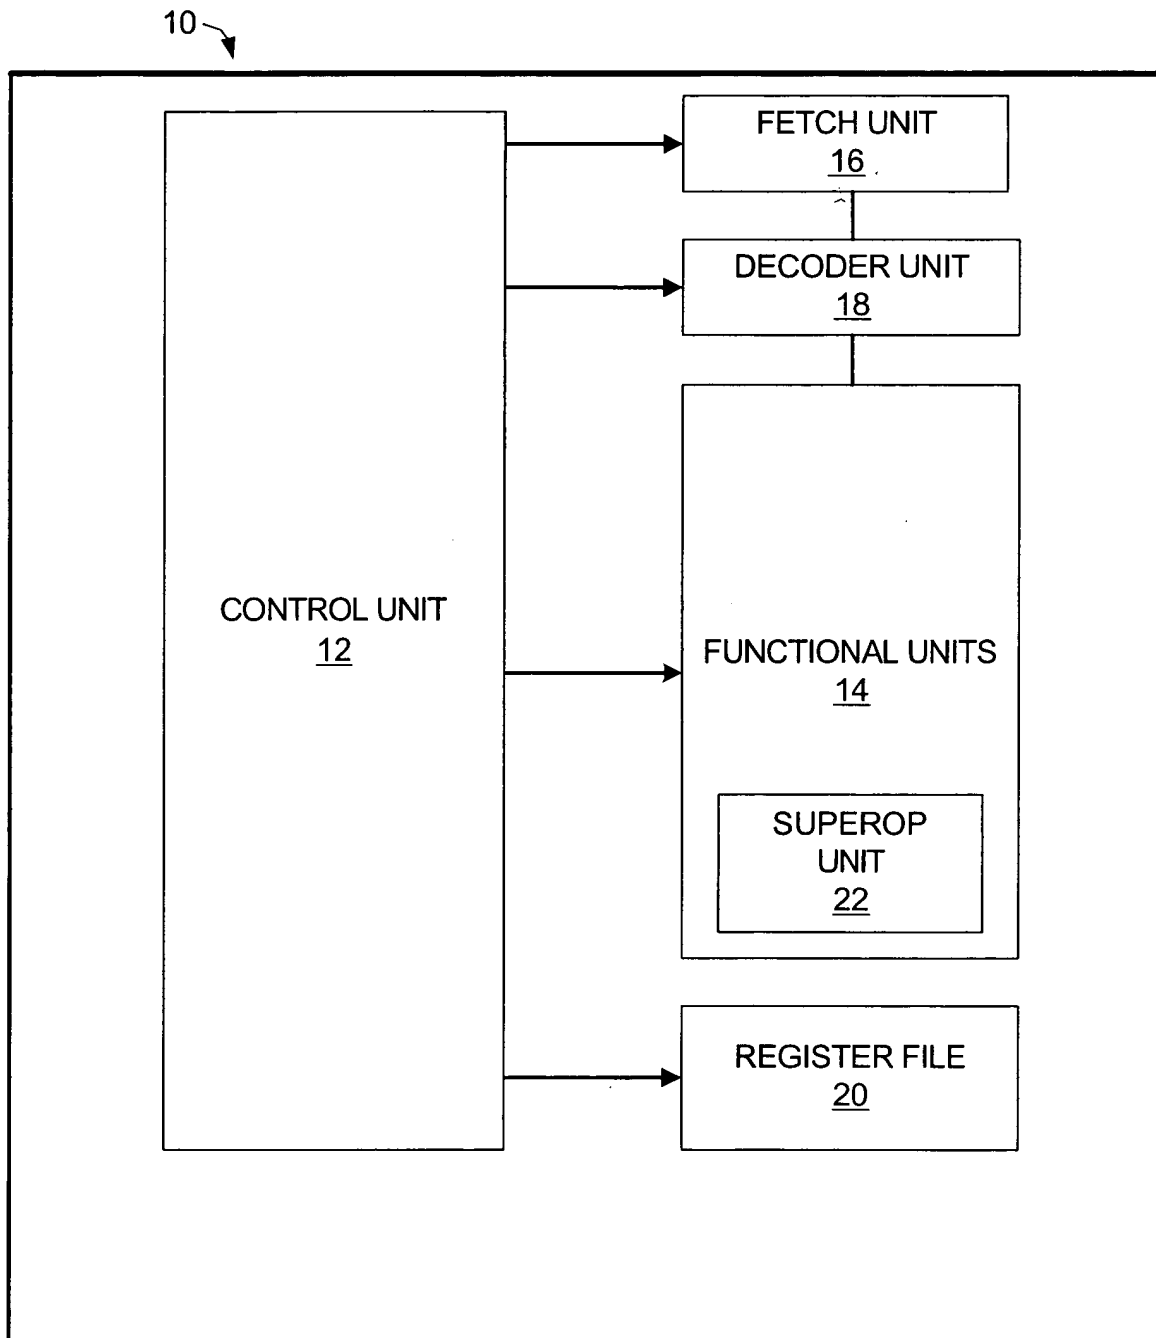 10
FETCH UNIT
16
DECODER UNIT
18
CONTROL UNIT
12
FUNCTIONAL UNITS
14
SUPEROP
UNIT
22
REGISTER FILE
20